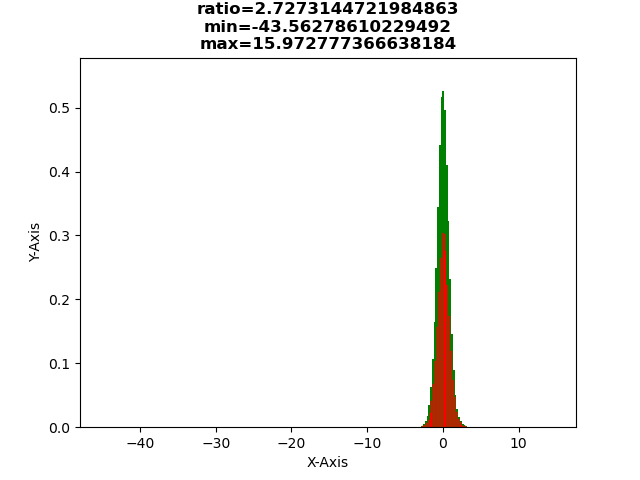 ratio=2.7273144721984863
min=-43.56278610229492
max=15.972777366638184
0.5
0.4
0.3
0.2
0.1
0.0
Y-Axis
−40 −30 −20 −10 0 10
X-Axis